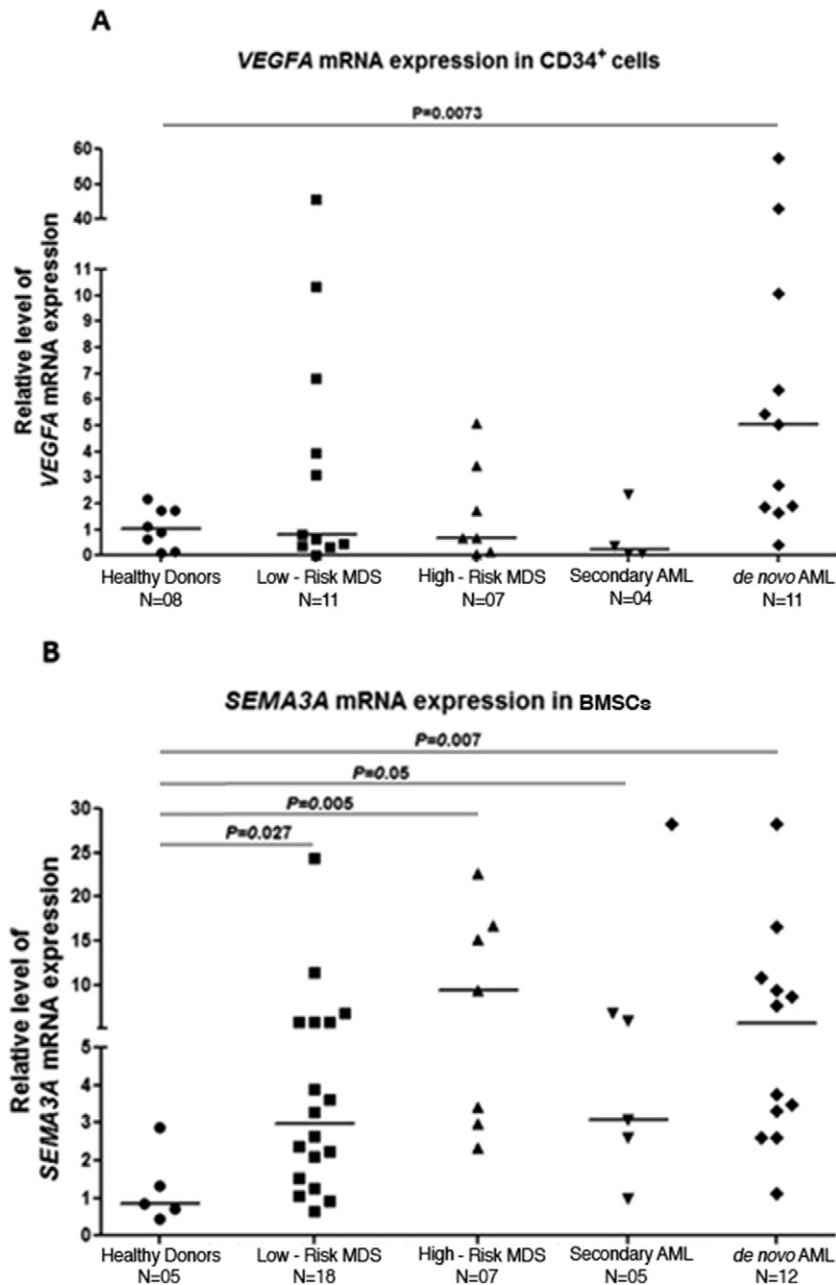 A
VEGFA mRNA expression in CD34+ cells
P=0.0073
Relative level of
VEGFA mRNA expression
60
50
40
11
10
9
8
7
6
5
4
3
2
1
0
Healthy Donors Low - Risk MDS High - Risk MDS Secondary AML de novo AML
N=08 N=11 N=07 N=04 N=11
B
SEMA3A mRNA expression in BMSCs
P=0.007
P=0.05
P=0.005
P=0.027
Relative level of
SEMA3A mRNA expression
30
25
20
15
10
5
4
3
2
1
0
Healthy Donors Low - Risk MDS High - Risk MDS Secondary AML de novo AML
N=05 N=18 N=07 N=05 N=12